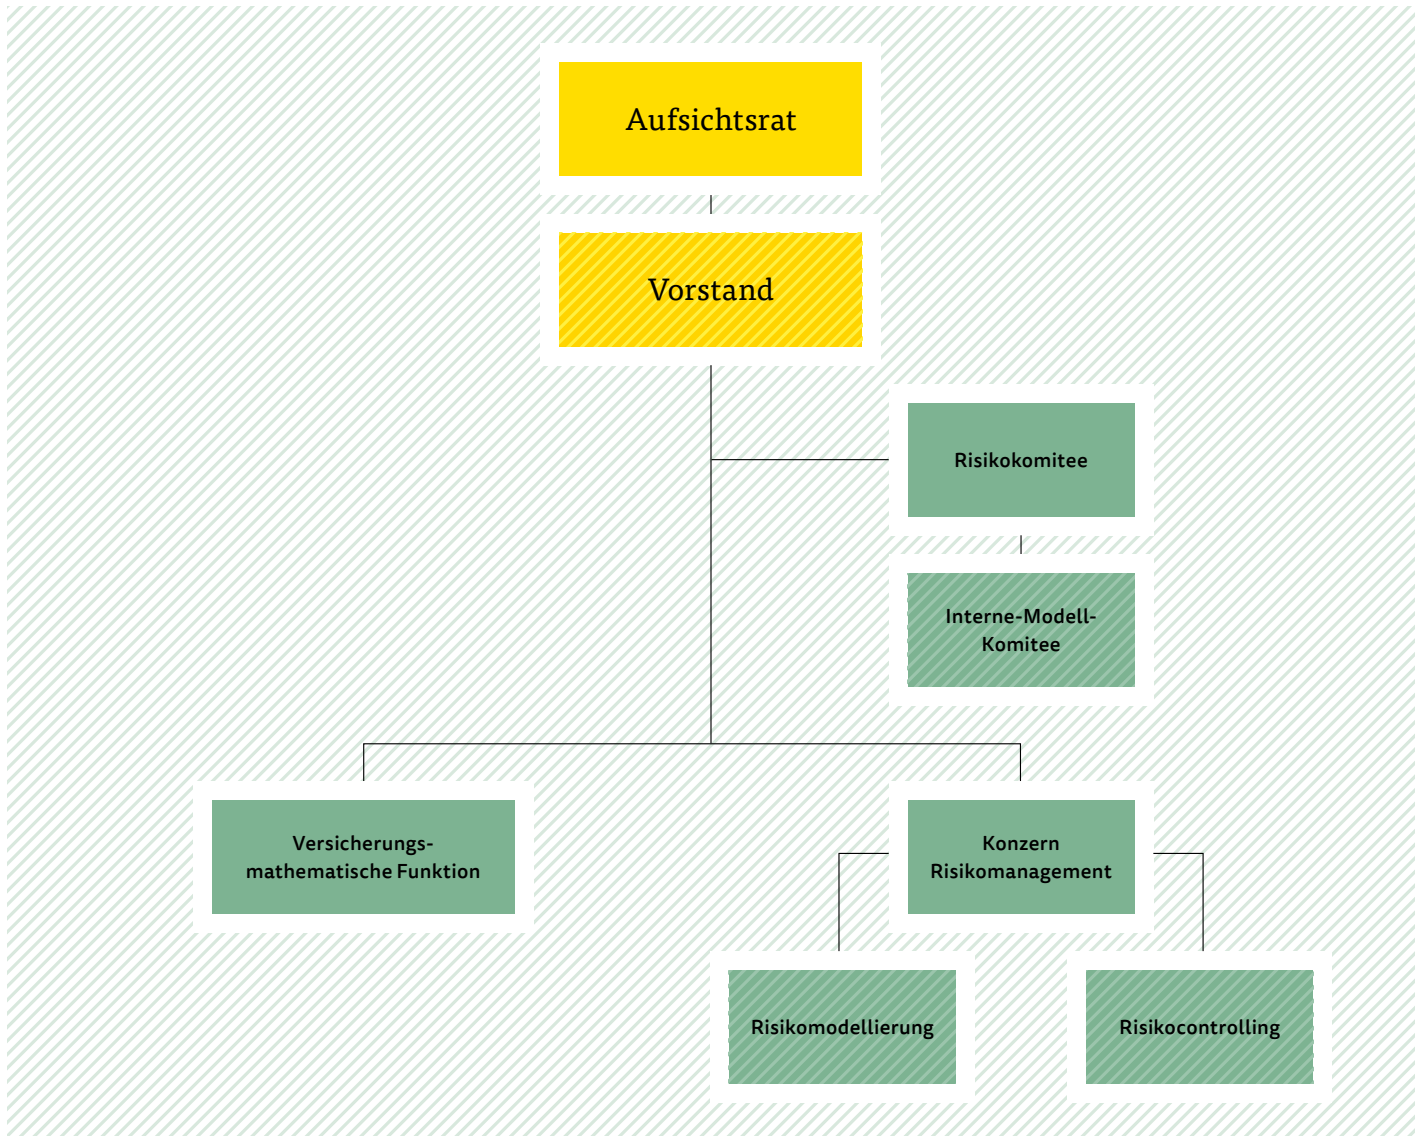 Aufsichtsrat
Vorstand
Risikokomitee
Interne-Modell-
Komitee
Versicherungs-
mathematische Funktion
Konzern
Risikomanagement
Risikomodellierung
Risikocontrolling